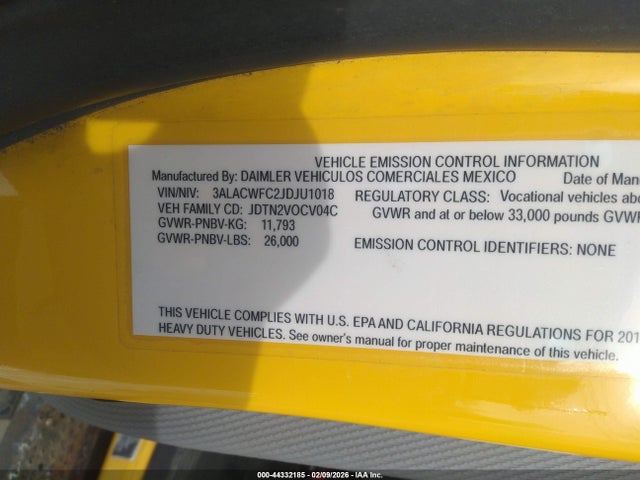 VEHICLE EMISSION CONTROL INFORMATION
Manufactured By: DAIMLER VEHICULOS COMERCIALES MEXICO Date of Man
VIN/NIV: 3ALACWFC2JDJU1018 REGULATORY CLASS: Vocational vehicles abo
VEH FAMILY CD: JDTN2VOCV04C GVWR and at or below 33,000 pounds GVWR
GVWR-PNBV-KG: 11,793
GVWR-PNBV-LBS: 26,000 EMISSION CONTROL IDENTIFIERS: NONE
THIS VEHICLE COMPLIES WITH U.S. EPA AND CALIFORNIA REGULATIONS FOR 201
HEAVY DUTY VEHICLES. See owner's manual for proper maintenance of this vehicle.
000-44332185 - 02/09/2026 - IAA Inc.